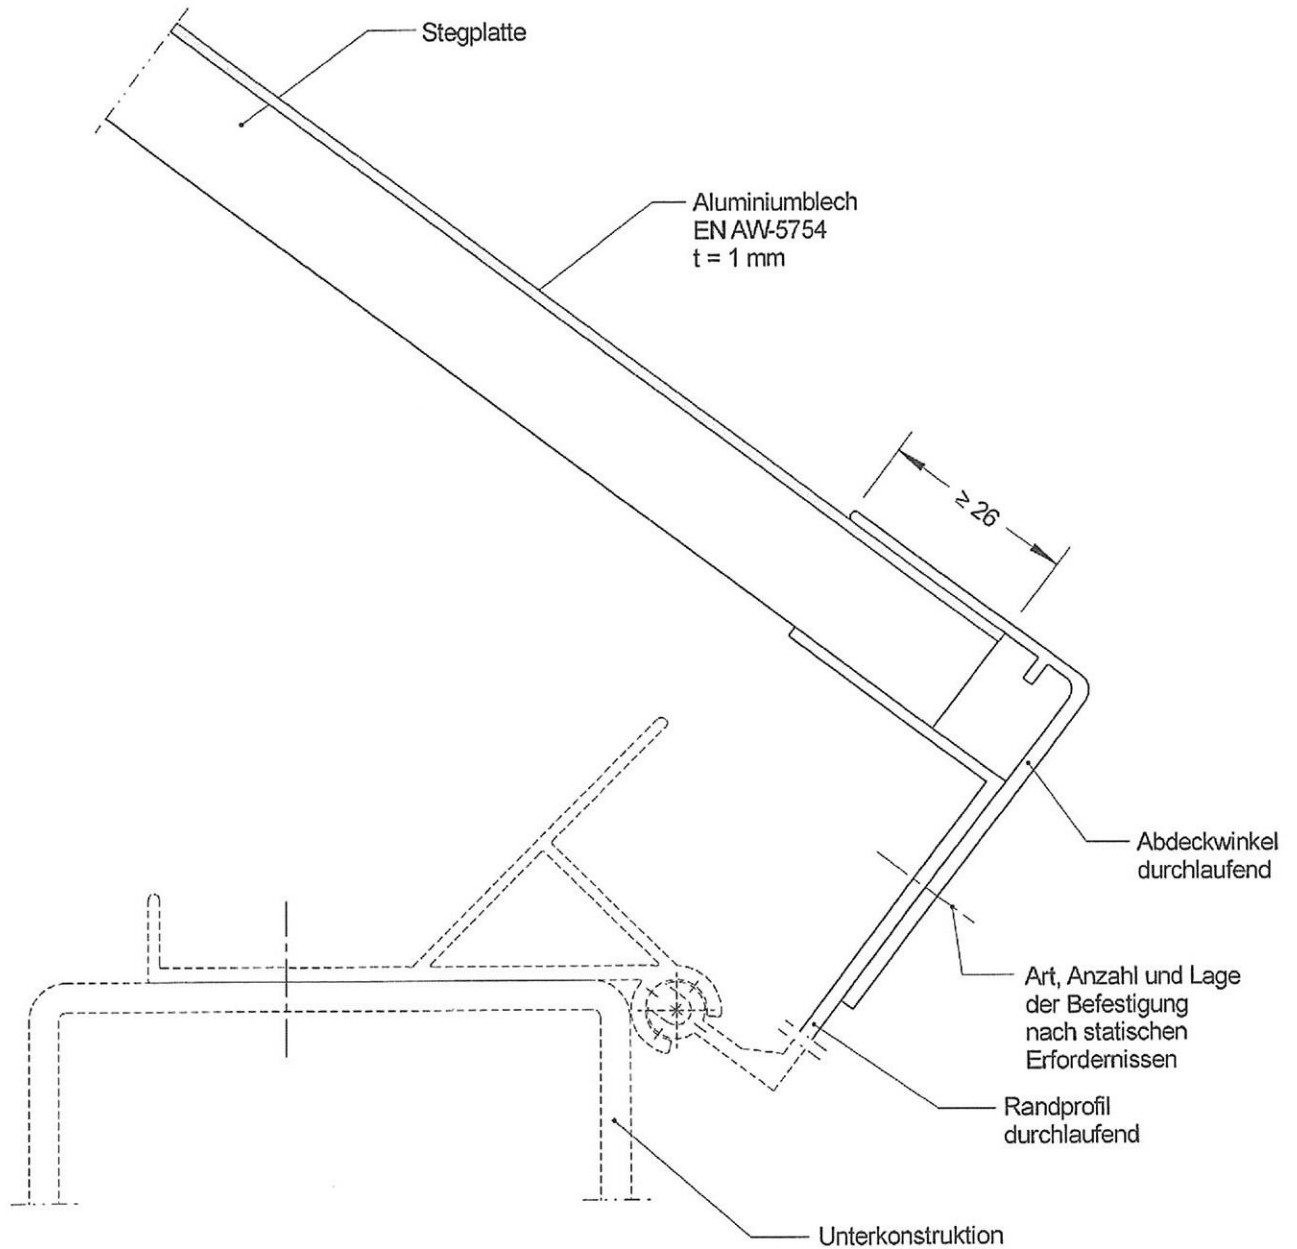 Stegplatte
Aluminiumblech
EN AW-5754
t = 1 mm
≥ 26
Abdeckwinkel
durchlaufend
Art, Anzahl und Lage
der Befestigung
nach statischen
Erfordernissen
Randprofil
durchlaufend
Unterkonstruktion